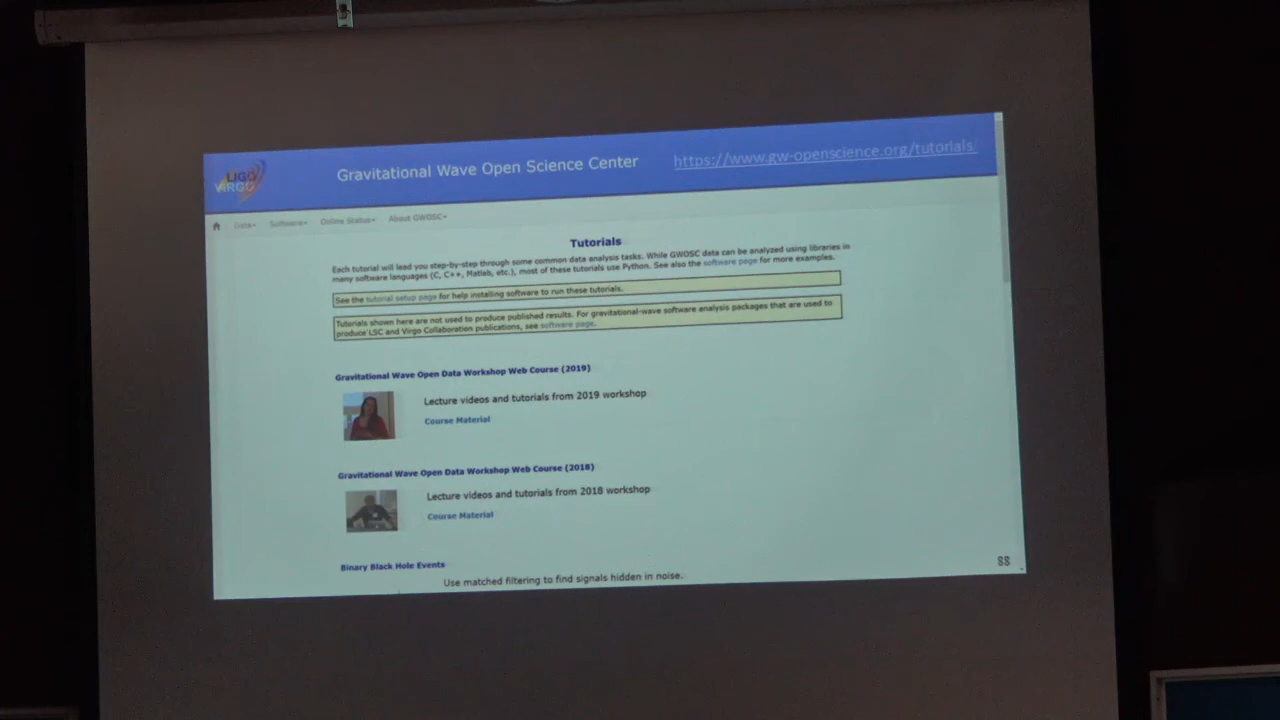 LIGO
VIRGO
Gravitational Wave Open Science Center
https://www.gw-openscience.org/tutorials/
Data
Software
Online Status
About GWOSC
Tutorials
Each tutorial will lead you step-by-step through some common data analysis tasks. While GWOSC data can be analyzed using libraries in
many software languages (C, C++, Matlab, etc.), most of these tutorials use Python. See also the software page for more examples.
See the tutorial setup page for help installing software to run these tutorials.
Tutorials shown here are not used to produce published results. For gravitational-wave software analysis packages that are used to
produce LSC and Virgo Collaboration publications, see software page.
Gravitational Wave Open Data Workshop Web Course (2019)
Lecture videos and tutorials from 2019 workshop
Course Material
Gravitational Wave Open Data Workshop Web Course (2018)
Lecture videos and tutorials from 2018 workshop
Course Material
Binary Black Hole Events
Use matched filtering to find signals hidden in noise.
88